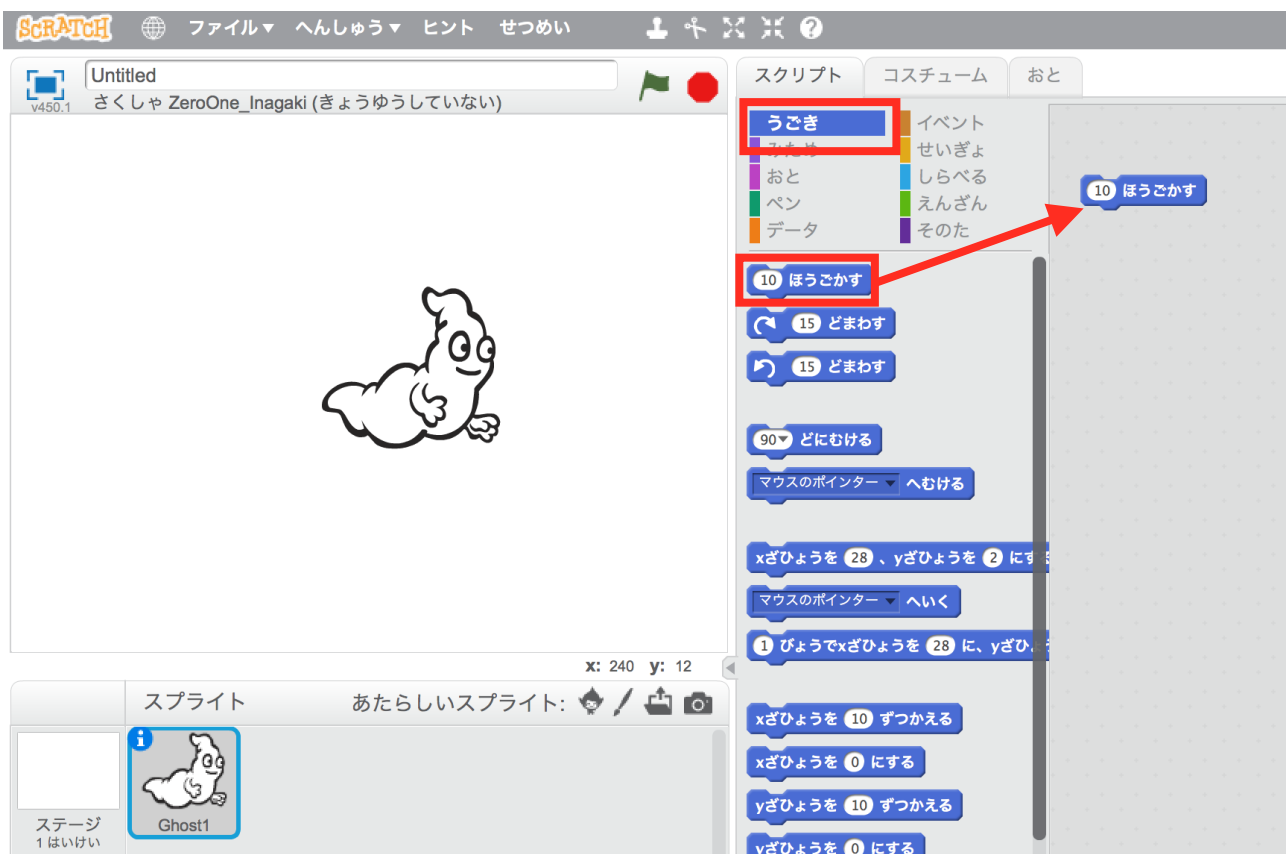 SCRATCH ファイル▼ へんしゅう▼ ヒント せつめい
Untitled
v450.1
さくしゃ ZeroOne_Inagaki (きょうゆうしていない)
x: 240 y: 12
スプライト あたらしいスプライト:
ステージ
1 はいけい
Ghost1
スクリプト コスチューム おと
うごき イベント
みため せいぎょ
おと しらべる
ペン えんざん
データ そのた
10 ほうごかす
15 どまわす
15 どまわす
90▼ どにむける
マウスのポインター ▼ へむける
xざひょうを 28 、yざひょうを 2 にす
マウスのポインター ▼ へいく
1 びょうでxざひょうを 28 に、yざひ
xざひょうを 10 ずつかえる
xざひょうを 0 にする
yざひょうを 10 ずつかえる
yざひょうを 0 にする
10 ほうごかす